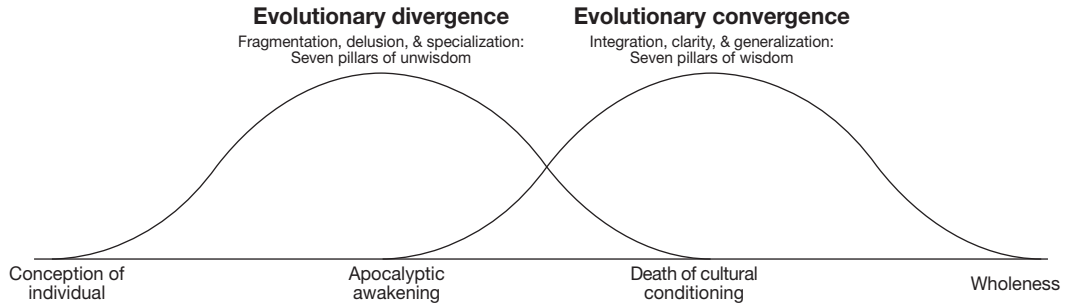 Evolutionary divergence
Fragmentation, delusion, & specialization:
Seven pillars of unwisdom
Evolutionary convergence
Integration, clarity, & generalization:
Seven pillars of wisdom
Conception of
individual
Apocalyptic
awakening
Death of cultural
conditioning
Wholeness